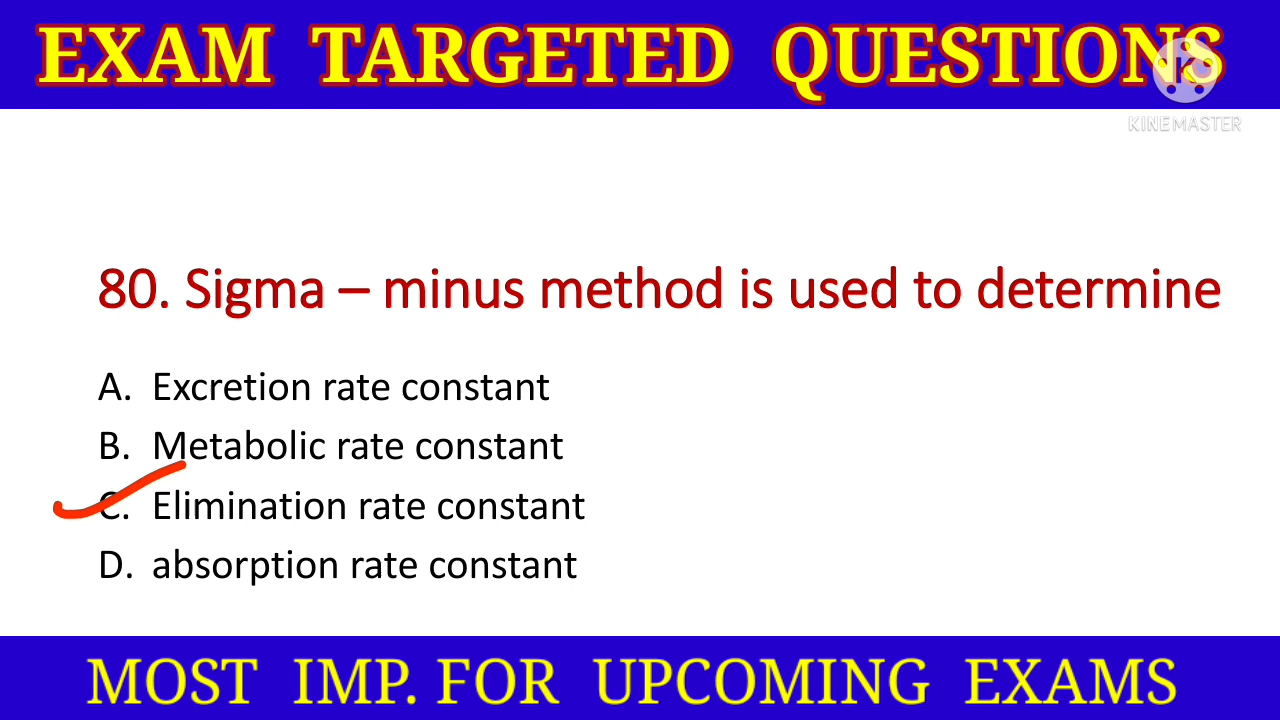 EXAM TARGETED QUESTIONS
K
KINEMASTER
80. Sigma – minus method is used to determine
A. Excretion rate constant
B. Metabolic rate constant
C. Elimination rate constant
D. absorption rate constant
MOST IMP. FOR UPCOMING EXAMS